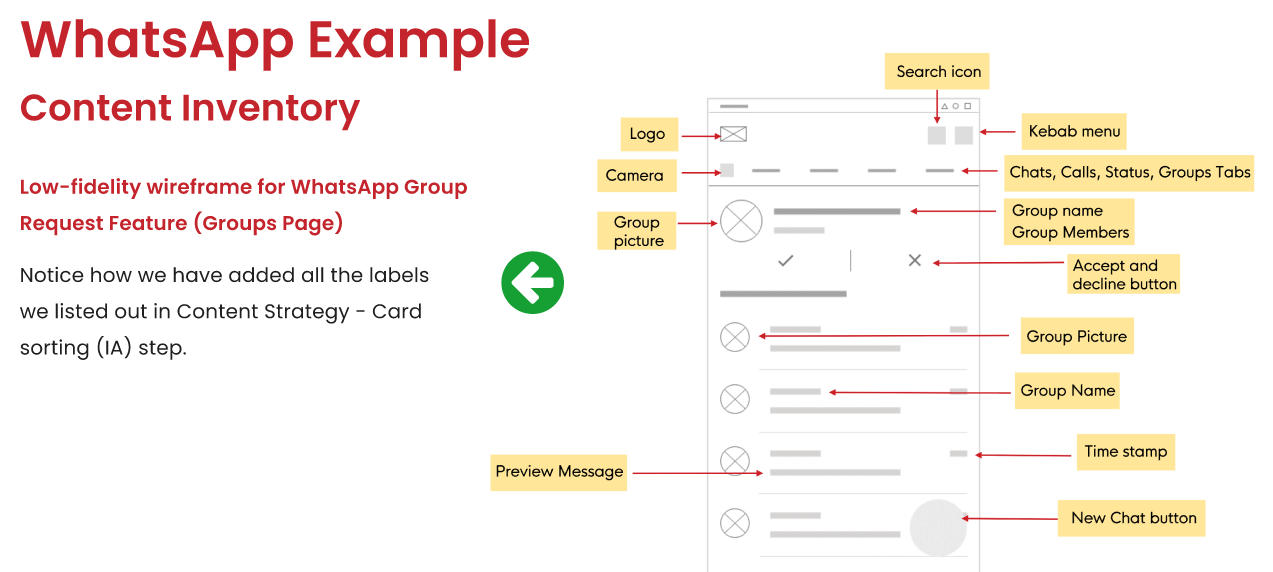 WhatsApp Example
Content Inventory
Low-fidelity wireframe for WhatsApp Group
Request Feature (Groups Page)
Notice how we have added all the labels
we listed out in Content Strategy - Card
sorting (IA) step.
Search icon
Logo
Kebab menu
Camera
Chats, Calls, Status, Groups Tabs
Group
picture
Group name
Group Members
Accept and
decline button
Group Picture
Group Name
Time stamp
Preview Message
New Chat button